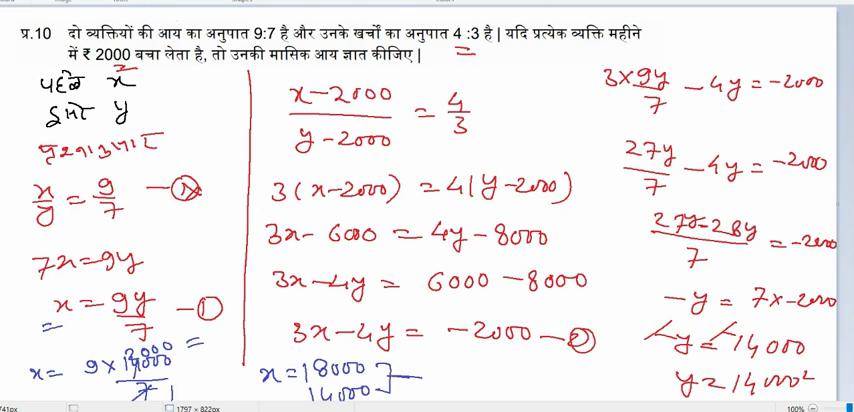 प्र.10 दो व्यक्तियों की आय का अनुपात 9:7 है और उनके खर्चों का अनुपात 4 :3 है | यदि प्रत्येक व्यक्ति महीने
में ₹ 2000 बचा लेता है, तो उनकी मासिक आय ज्ञात कीजिए |
पहले x
दूसरे y
प्रश्नानुसार
x/y = 9/7
7x = 9y
x = 9y/7 — ①
x = 9 × 14000/7
(x - 2000)/(y - 2000) = 4/3
3(x - 2000) = 4(y - 2000)
3x - 6000 = 4y - 8000
3x - 4y = 6000 - 8000
3x - 4y = -2000 — ②
x = 18000
14000
3 × 9y/7 - 4y = -2000
27y/7 - 4y = -2000
(27y - 28y)/7 = -2000
-y = 7 × -2000
-y = -14000
y = 14000
1797 × 822px
100%